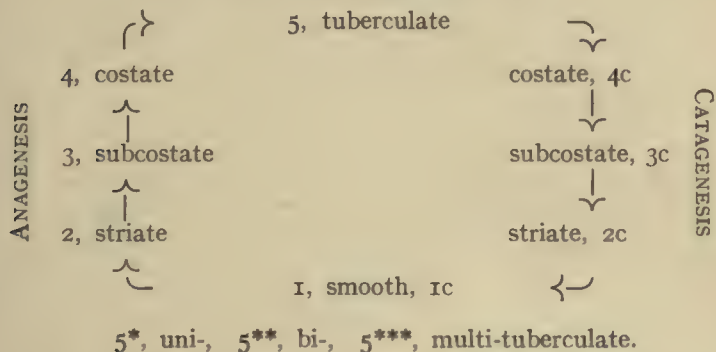 5, tuberculate
4, costate
costate, 4c
3, subcostate
subcostate, 3c
2, striate
striate, 2c
1, smooth, 1c
ANAGENESIS
CATAGENESIS
5*, uni-, 5**, bi-, 5***, multi-tuberculate.